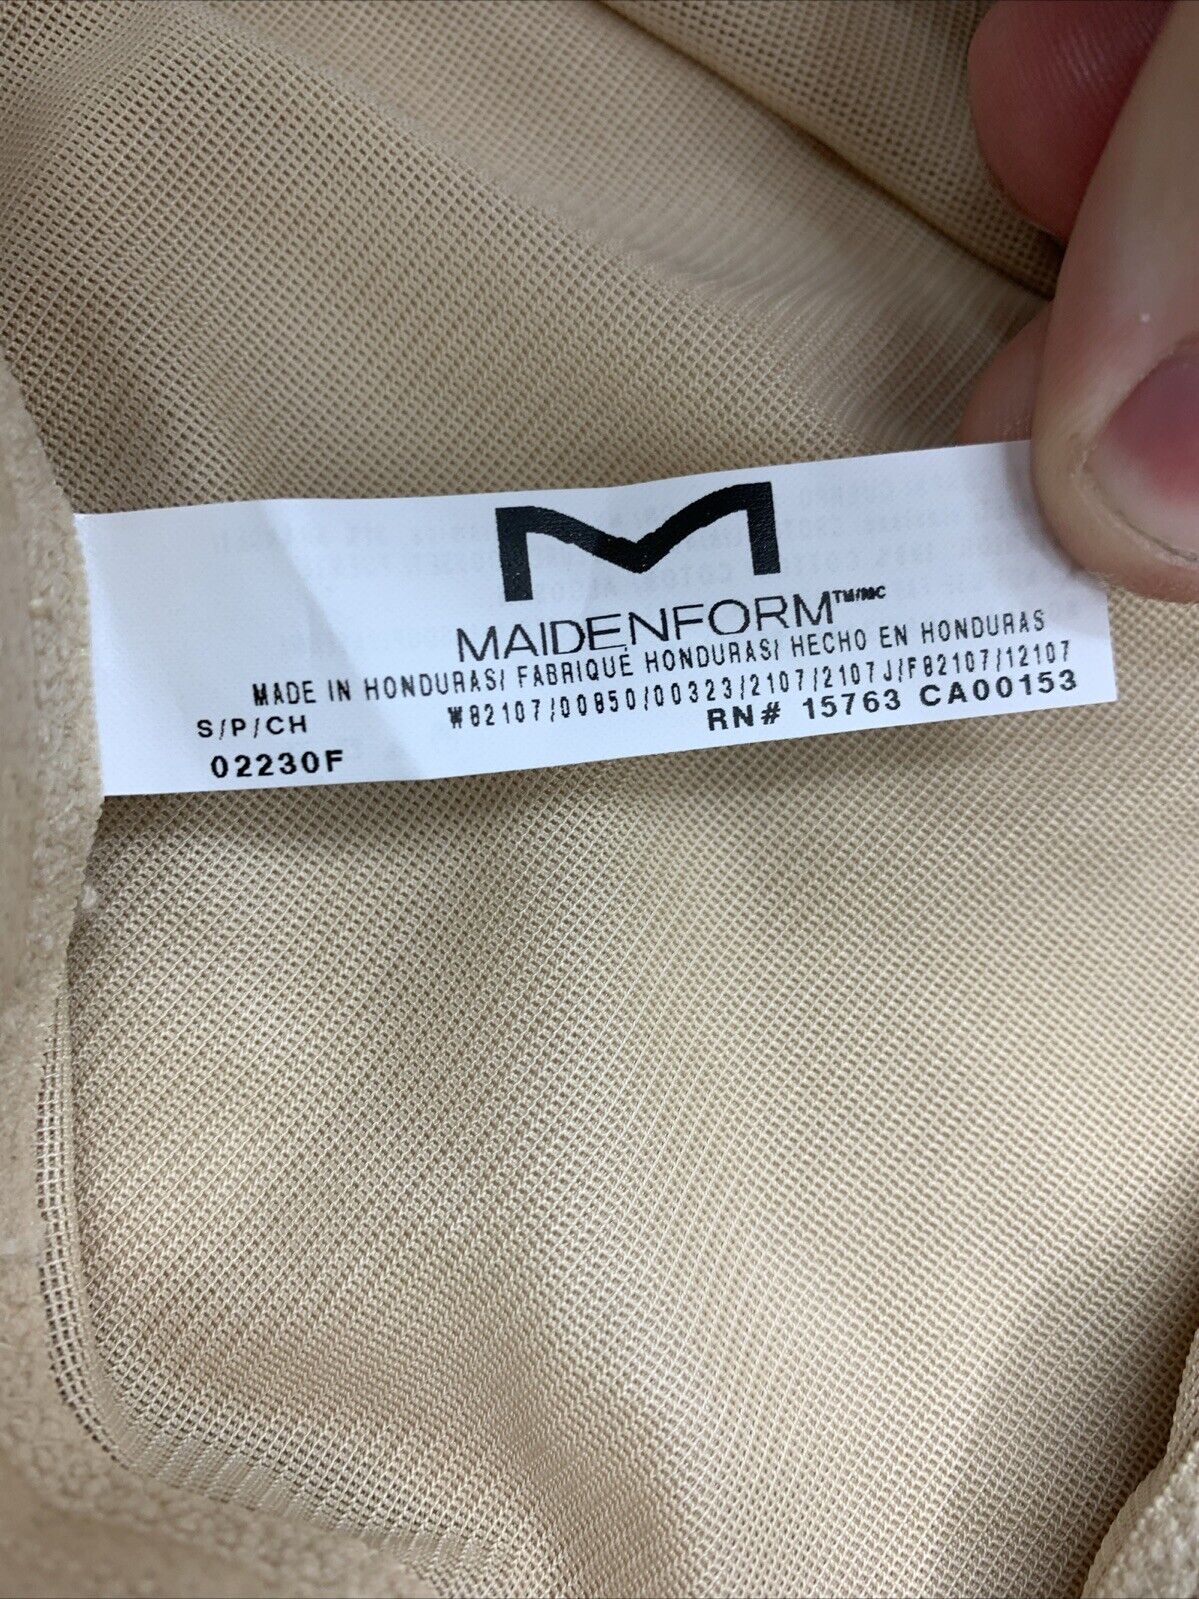 MAIDENFORM™/MC
MADE IN HONDURAS/ FABRIQUÉ HONDURAS/ HECHO EN HONDURAS
W82107/00850/00323/2107/2107J/F82107/12107
S/P/CH
RN# 15763 CA00153
02230F